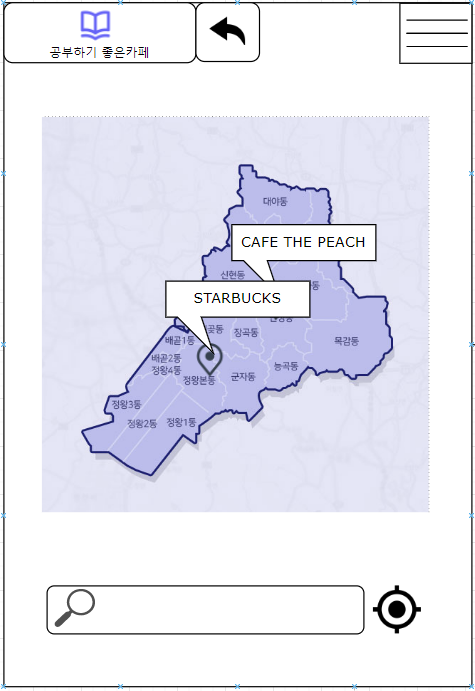 공부하기 좋은카페
대야동
CAFE THE PEACH
신현동
STARBUCKS
장곡동
목감동
배곧1동
배곧2동
정왕4동
능곡동
군자동
정왕본동
정왕3동
정왕2동
정왕1동